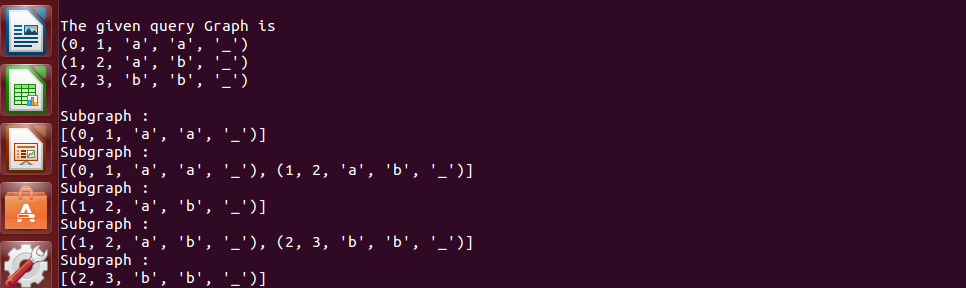 The given query Graph is
(0, 1, 'a', 'a', '_')
(1, 2, 'a', 'b', '_')
(2, 3, 'b', 'b', '_')
Subgraph :
[(0, 1, 'a', 'a', '_')]
Subgraph :
[(0, 1, 'a', 'a', '_'), (1, 2, 'a', 'b', '_')]
Subgraph :
[(1, 2, 'a', 'b', '_')]
Subgraph :
[(1, 2, 'a', 'b', '_'), (2, 3, 'b', 'b', '_')]
Subgraph :
[(2, 3, 'b', 'b', '_')]